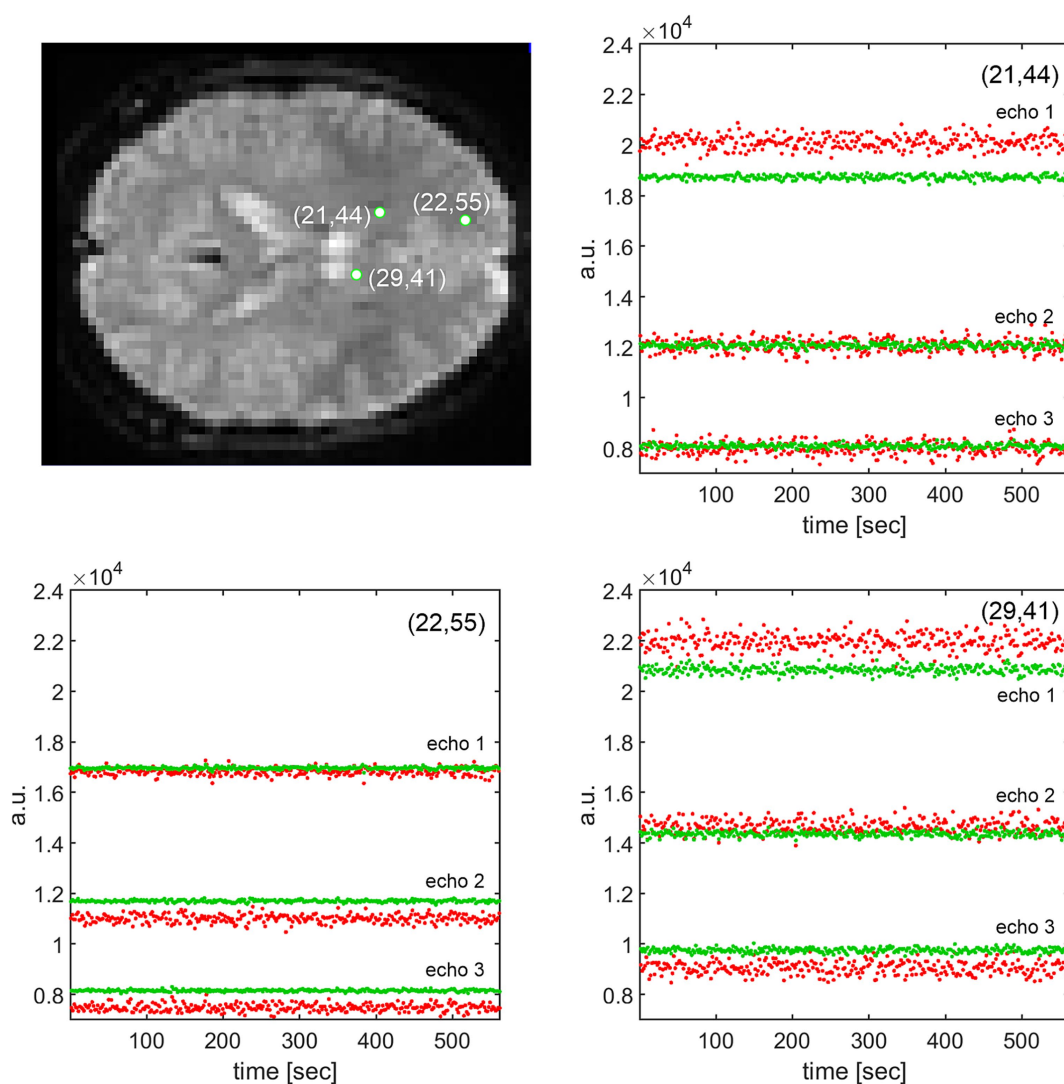 (21,44)
(22,55)
(29,41)
×10⁴
2.4
2.2
2
1.8
1.6
1.4
1.2
1
0.8
a.u.
(21,44)
echo 1
echo 2
echo 3
100 200 300 400 500
time [sec]
×10⁴
2.4
2.2
2
1.8
1.6
1.4
1.2
1
0.8
a.u.
(22,55)
echo 1
echo 2
echo 3
100 200 300 400 500
time [sec]
×10⁴
2.4
2.2
2
1.8
1.6
1.4
1.2
1
0.8
a.u.
(29,41)
echo 1
echo 2
echo 3
100 200 300 400 500
time [sec]